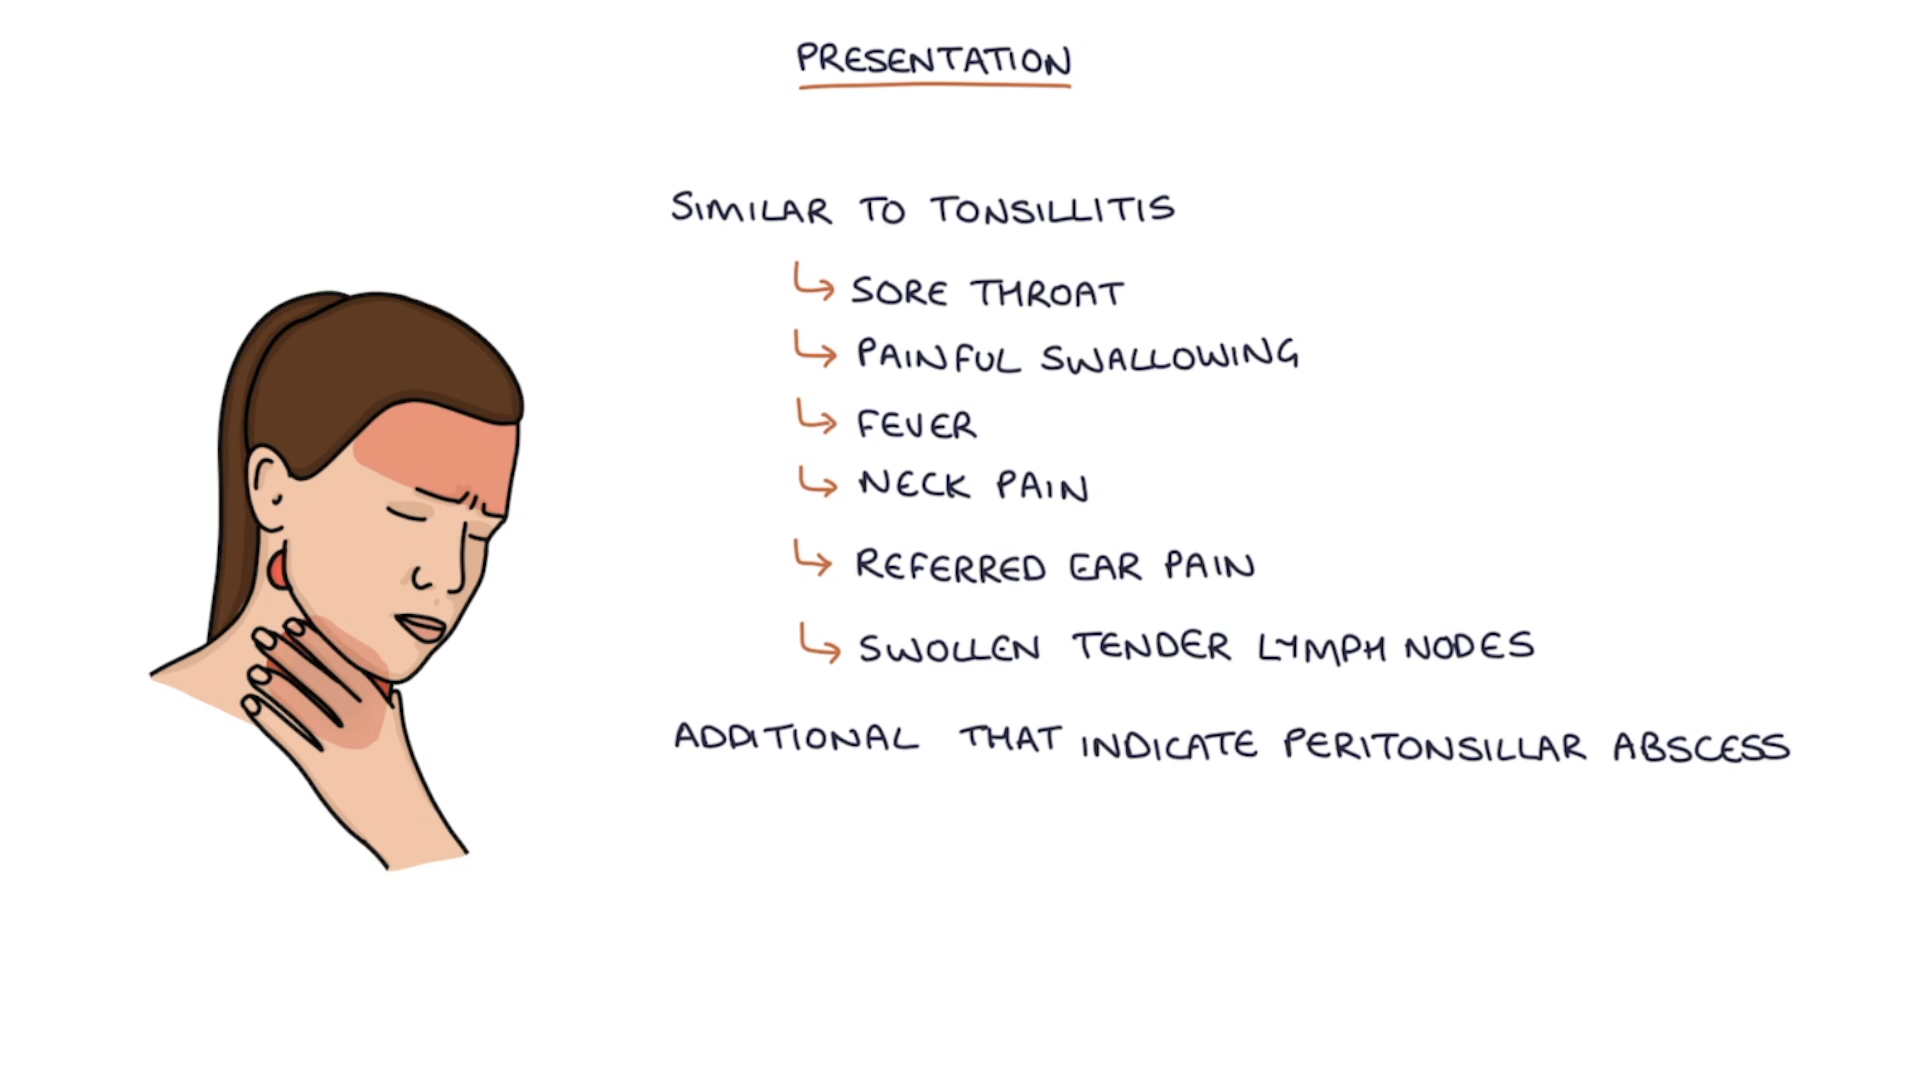 PRESENTATION
SIMILAR TO TONSILLITIS
SORE THROAT
PAINFUL SWALLOWING
FEVER
NECK PAIN
REFERRED EAR PAIN
SWOLLEN TENDER LYMPH NODES
ADDITIONAL THAT INDICATE PERITONSILLAR ABSCESS